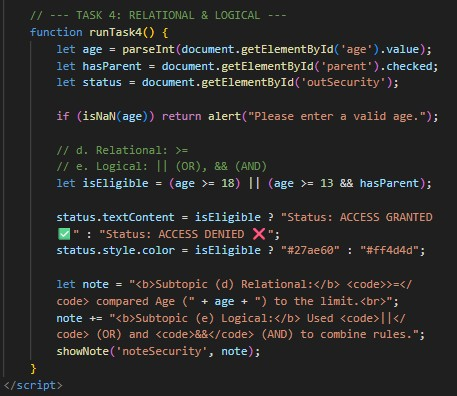 // --- TASK 4: RELATIONAL & LOGICAL ---
function runTask4() {
let age = parseInt(document.getElementById('age').value);
let hasParent = document.getElementById('parent').checked;
let status = document.getElementById('outSecurity');
if (isNaN(age)) return alert("Please enter a valid age.");
// d. Relational: >=
// e. Logical: || (OR), && (AND)
let isEligible = (age >= 18) || (age >= 13 && hasParent);
status.textContent = isEligible ? "Status: ACCESS GRANTED
✅" : "Status: ACCESS DENIED ❌";
status.style.color = isEligible ? "#27ae60" : "#ff4d4d";
let note = "<b>Subtopic (d) Relational:</b> <code>>=</
code> compared Age (" + age + ") to the limit.<br>";
note += "<b>Subtopic (e) Logical:</b> Used <code>||</
code> (OR) and <code>&&</code> (AND) to combine rules.";
showNote('noteSecurity', note);
}
</script>